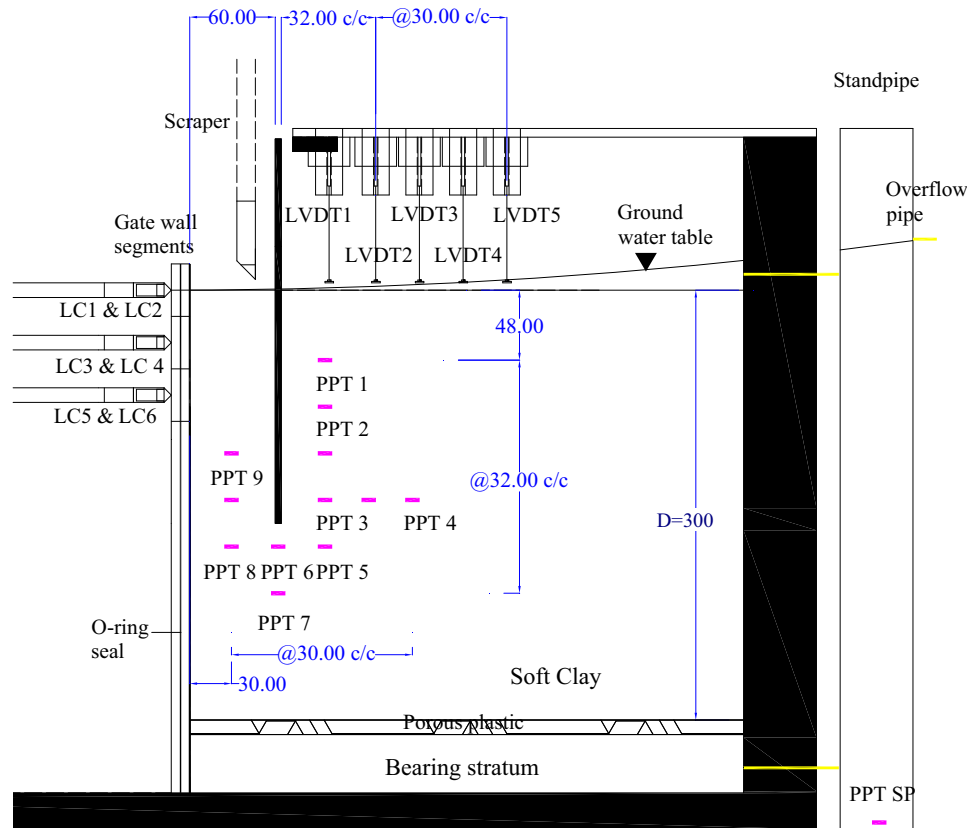 60.00
32.00 c/c
@30.00 c/c
Standpipe
Scraper
Overflow
pipe
LVDT1
LVDT3
LVDT5
Ground
water table
Gate wall
segments
LVDT2
LVDT4
LC1 & LC2
48.00
LC3 & LC 4
PPT 1
LC5 & LC6
PPT 2
PPT 9
@32.00 c/c
PPT 3
PPT 4
D=300
PPT 8
PPT 6
PPT 5
PPT 7
O-ring
seal
@30.00 c/c
30.00
Soft Clay
Porous plastic
Bearing stratum
PPT SP